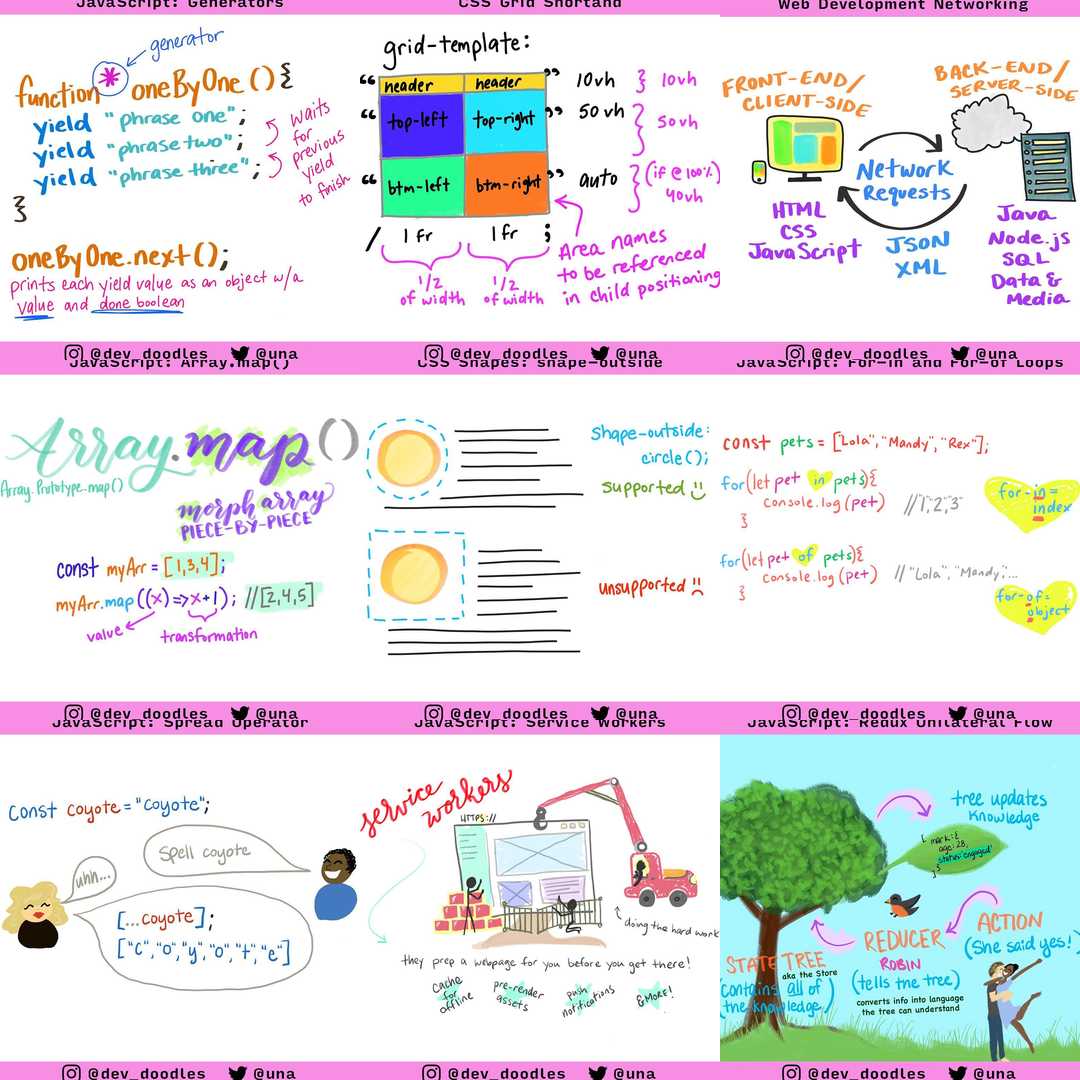 JavaScript: Generators
generator
function * oneByOne () {
yield "phrase one";
yield "phrase two";
yield "phrase three";
waits
for
previous
yield
to finish
}
oneByOne.next();
prints each yield value as an object w/a
value and done boolean
@dev_doodles @una
CSS Grid Shortand
grid-template:
" header header " 10vh } 10vh
" top-left top-right " 50vh } 50vh
" btm-left btm-right " auto } (if @ 100%)
40vh
/ 1fr 1fr ;
1/2 1/2
of width of width
Area names
to be referenced
in child positioning
@dev_doodles @una
Web Development Networking
FRONT-END/
CLIENT-SIDE
BACK-END/
SERVER-SIDE
Network
Requests
HTML
CSS
JavaScript
JSON
XML
Java
Node.js
SQL
Data &
Media
@dev_doodles @una
JavaScript: Array.map()
Array.map()
Array.Prototype.map()
morph array
PIECE-BY-PIECE
const myArr = [1,3,4];
myArr.map((x)=>x+1); //[2,4,5]
value
transformation
@dev_doodles @una
CSS Shapes: Shape-outside
Shape-outside:
circle();
supported
unsupported
@dev_doodles @una
JavaScript: For-in and For-of Loops
const pets = ["Lola","Mandy","Rex"];
for(let pet in pets){
console.log(pet) //"1,2,3"
}
for-in =
index
for(let pet of pets){
console.log(pet) //"Lola","Mandy",...
}
for-of =
object
@dev_doodles @una
JavaScript: Spread Operator
const coyote = "Coyote";
Spell coyote
uhh...
[...coyote];
["C","o","y","o","t","e"]
@dev_doodles @una
JavaScript: Service Workers
service
workers
HTTPS://
doing the hard work
they prep a webpage for you before you get there!
Cache
for
offline
pre-render
assets
push
notifications
& MORE!
@dev_doodles @una
JavaScript: Redux Unilateral Flow
tree updates
knowledge
{ mark:{
age: 28,
status:'engaged'
}}
ACTION
(She said yes!)
REDUCER
ROBIN
(tells the tree)
converts info into language
the tree can understand
STATE TREE
aka the Store
(contains all of
the knowledge)
@dev_doodles @una